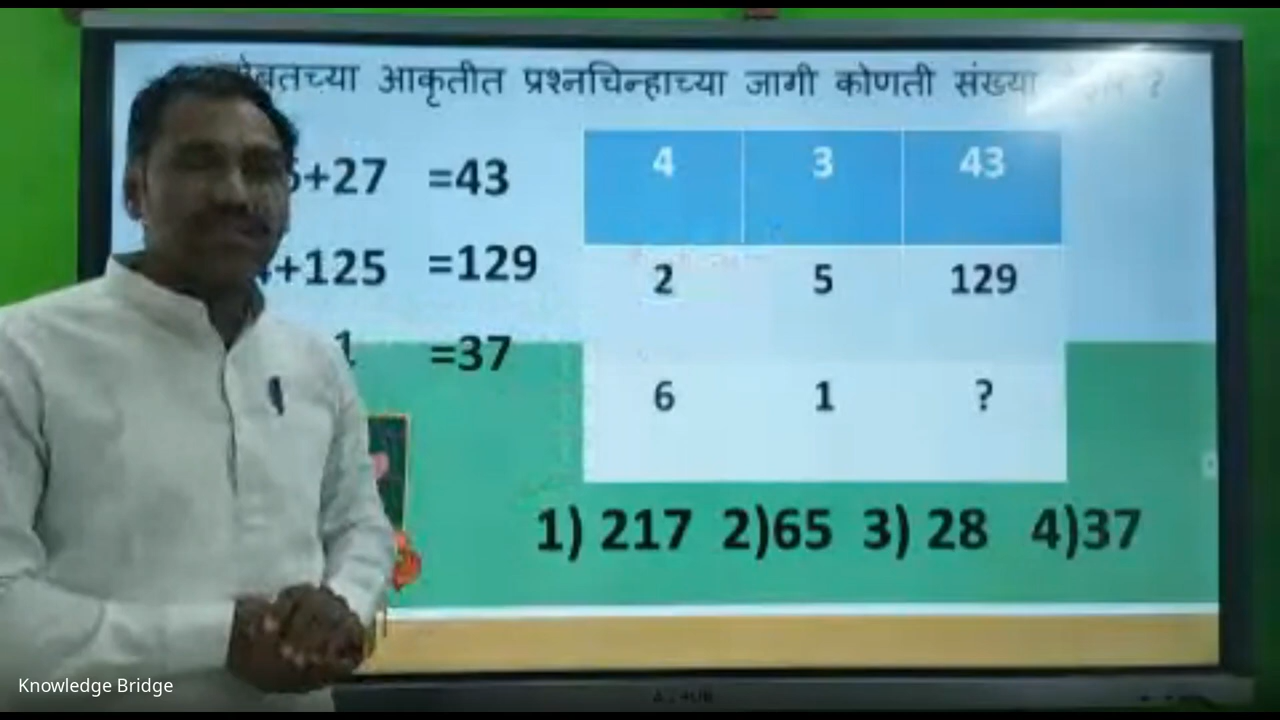 आकृतीत प्रश्नचिन्हाच्या जागी कोणती संख्या ?
+27 =43
+125 =129
1 =37
4 3 43
2 5 129
6 1 ?
1) 217 2)65 3) 28 4)37
Knowledge Bridge